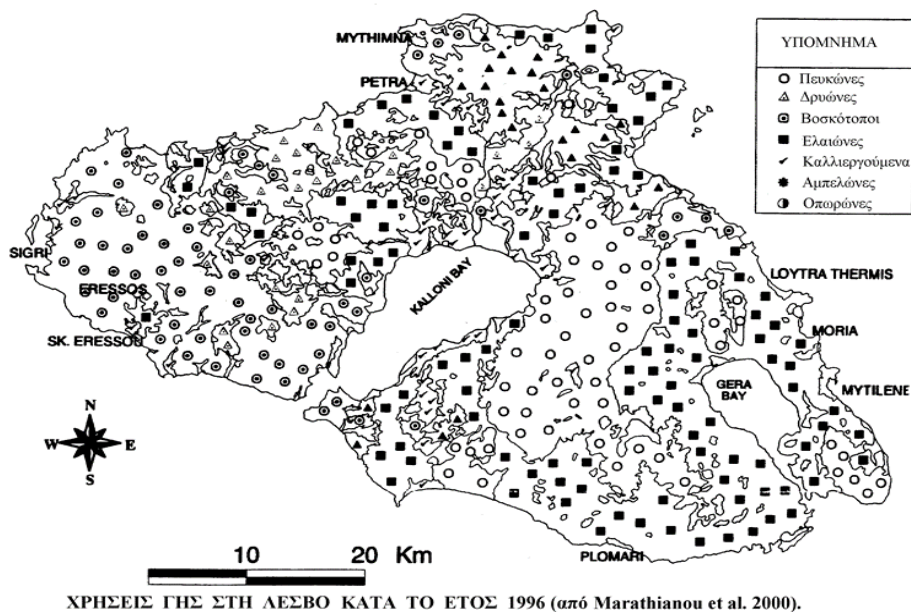 MYTHIMNA
PETRA
SIGRI
ERESSOS
SK. ERESSOU
KALLONI BAY
LOYTRA THERMIS
MORIA
GERA
BAY
MYTILENE
PLOMARI
ΥΠΟΜΝΗΜΑ
Πευκώνες
Δρυώνες
Βοσκότοποι
Ελαιώνες
Καλλιεργούμενα
Αμπελώνες
Οπωρώνες
N
W E
S
10 20 Km
ΧΡΗΣΕΙΣ ΓΗΣ ΣΤΗ ΛΕΣΒΟ ΚΑΤΑ ΤΟ ΕΤΟΣ 1996 (από Marathianou et al. 2000).